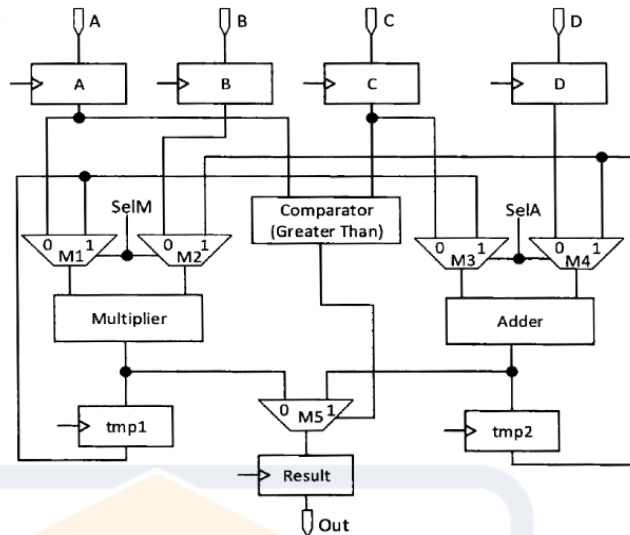 A B C D
A B C D
SelM SelA
0 1 0 1 Comparator 0 1 0 1
(Greater Than)
M1 M2 M3 M4
Multiplier Adder
0 1
M5
tmp1 tmp2
Result
Out